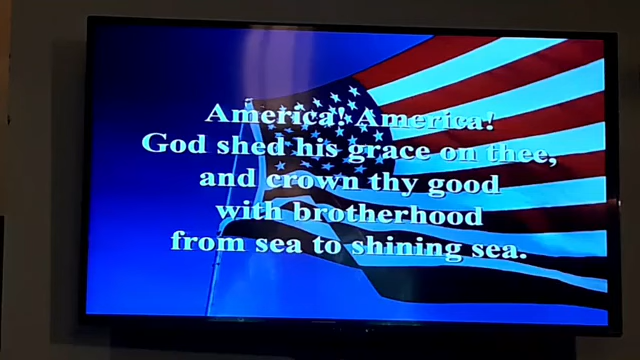 America! America!
God shed his grace on thee,
and crown thy good
with brotherhood
from sea to shining sea.